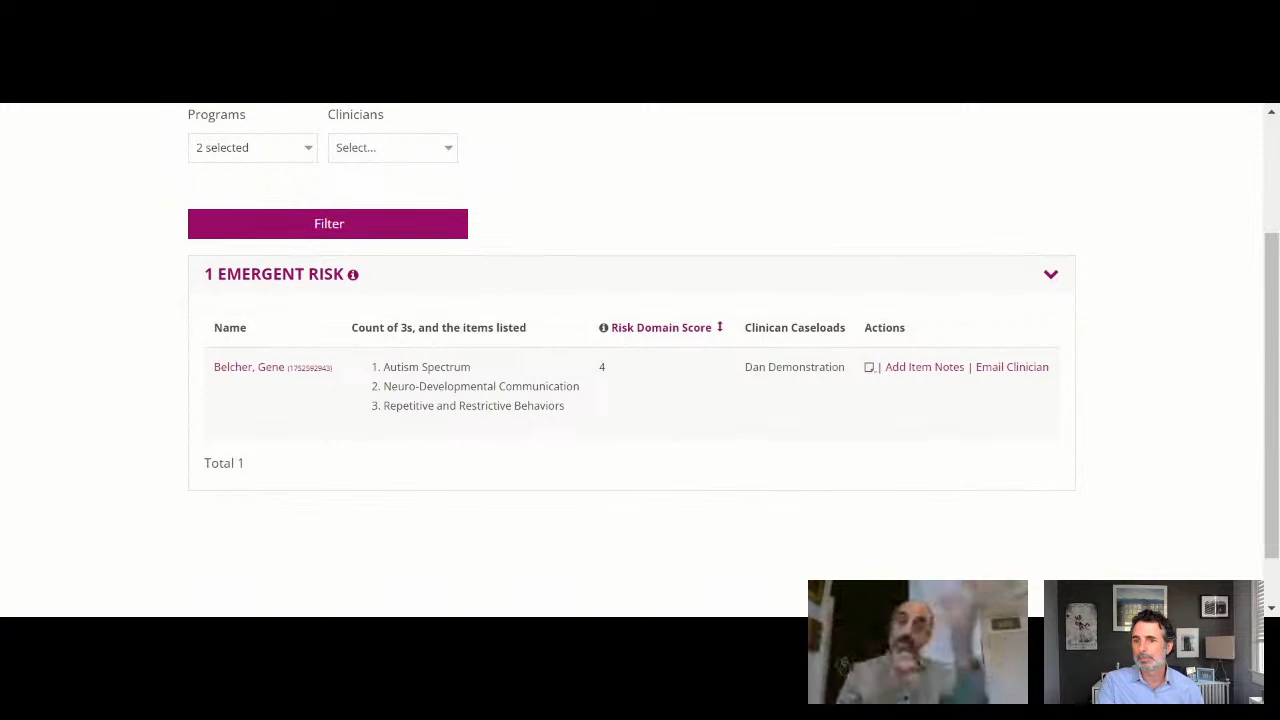 Programs Clinicians
2 selected Select...
Filter
1 EMERGENT RISK
Name Count of 3s, and the items listed Risk Domain Score Clinican Caseloads Actions
Belcher, Gene (1752592943) 1. Autism Spectrum 4 Dan Demonstration | Add Item Notes | Email Clinician
2. Neuro-Developmental Communication
3. Repetitive and Restrictive Behaviors
Total 1